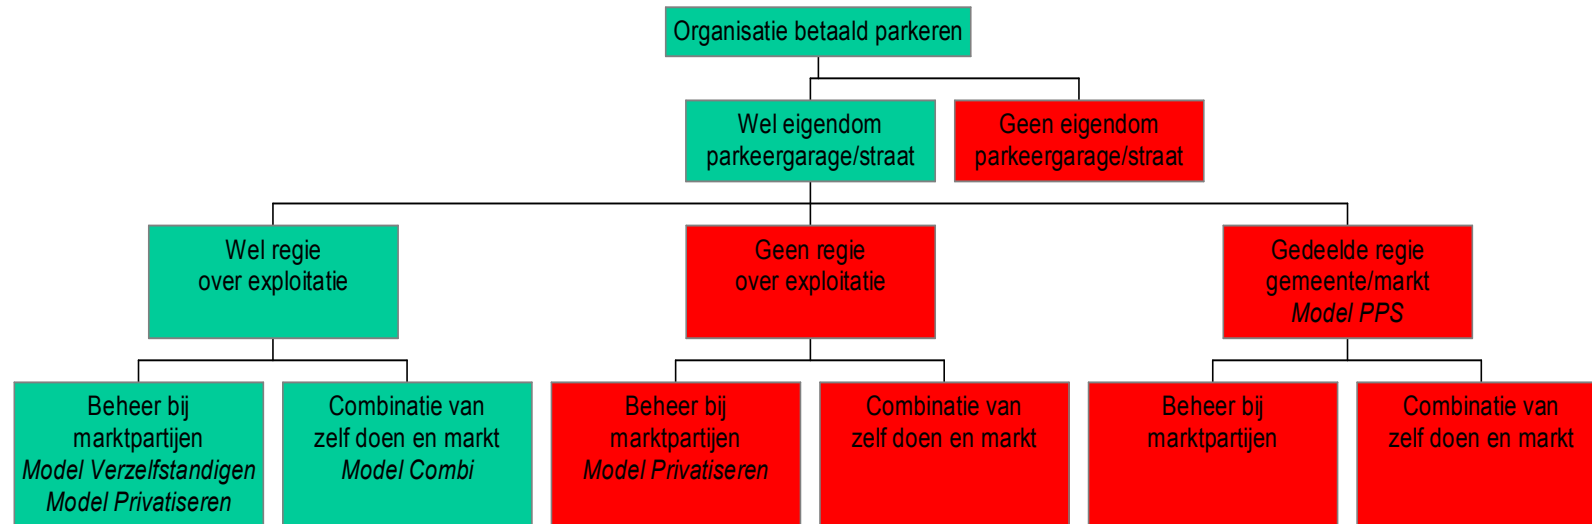 Organisatie betaald parkeren
Wel eigendom
parkeergarage/straat
Geen eigendom
parkeergarage/straat
Wel regie
over exploitatie
Geen regie
over exploitatie
Gedeelde regie
gemeente/markt
Model PPS
Beheer bij
marktpartijen
Model Verzelfstandigen
Model Privatiseren
Combinatie van
zelf doen en markt
Model Combi
Beheer bij
marktpartijen
Model Privatiseren
Combinatie van
zelf doen en markt
Beheer bij
marktpartijen
Combinatie van
zelf doen en markt